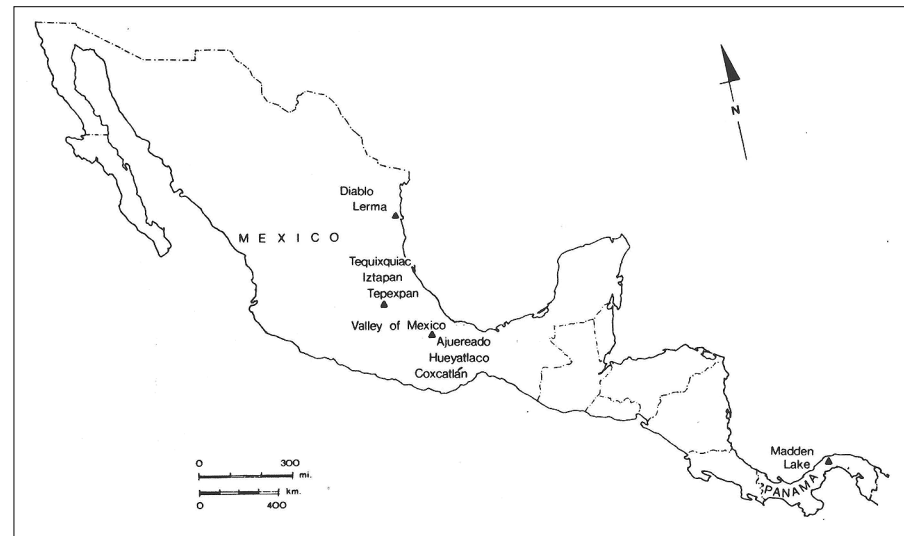 N
Diablo
Lerma
MEXICO
Tequixquiac
Iztapan
Tepexpan
Valley of Mexico
Ajuereado
Hueyatlaco
Coxcatlán
0 300
mi.
km.
0 400
Madden
Lake
PANAMA